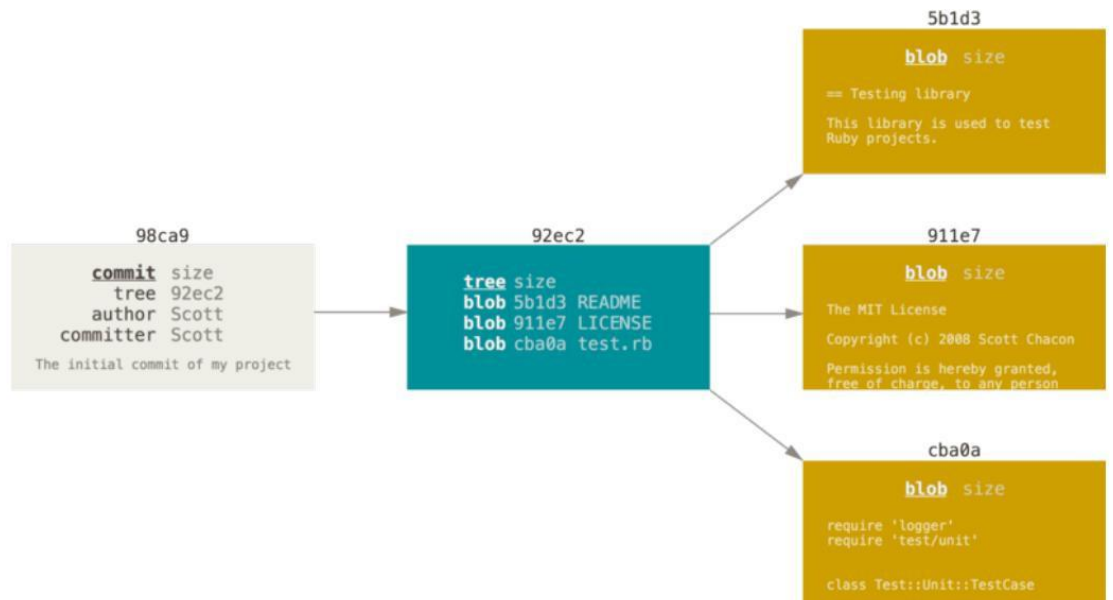 98ca9
commit size
tree 92ec2
author Scott
committer Scott
The initial commit of my project
92ec2
tree size
blob 5b1d3 README
blob 911e7 LICENSE
blob cba0a test.rb
5b1d3
blob size
== Testing library
This library is used to test
Ruby projects.
911e7
blob size
The MIT License
Copyright (c) 2008 Scott Chacon
Permission is hereby granted,
free of charge, to any person
cba0a
blob size
require 'logger'
require 'test/unit'
class Test::Unit::TestCase